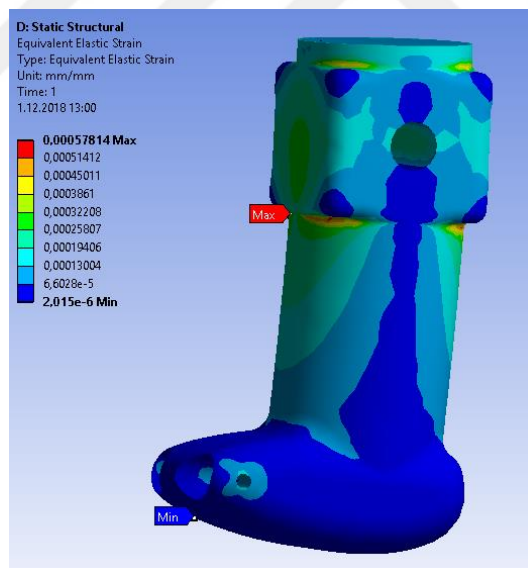 D: Static Structural
Equivalent Elastic Strain
Type: Equivalent Elastic Strain
Unit: mm/mm
Time: 1
1.12.2018 13:00
0,00057814 Max
0,00051412
0,00045011
0,0003861
0,00032208
0,00025807
0,00019406
0,00013004
6,6028e-5
2,015e-6 Min
Max
Min